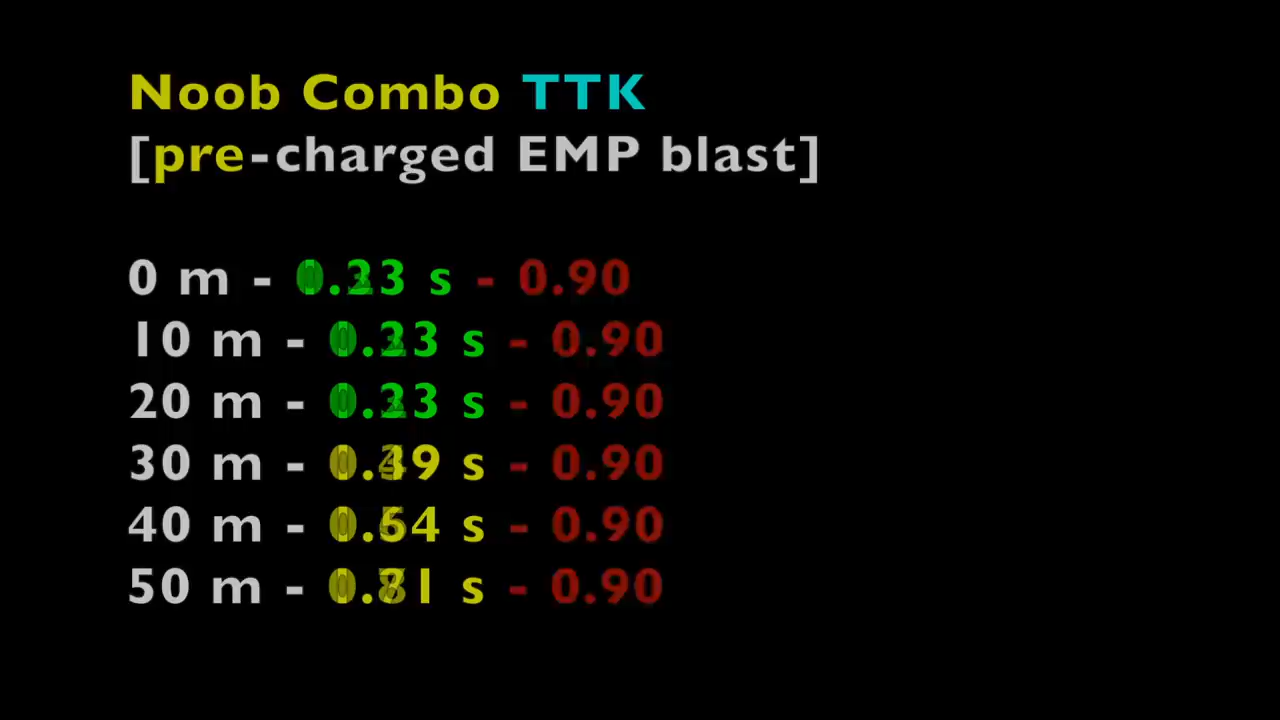 Noob Combo TTK
[pre-charged EMP blast]
0 m - s - 0.90
10 m - s - 0.90
20 m - s - 0.90
30 m - s - 0.90
40 m - s - 0.90
50 m - s - 0.90